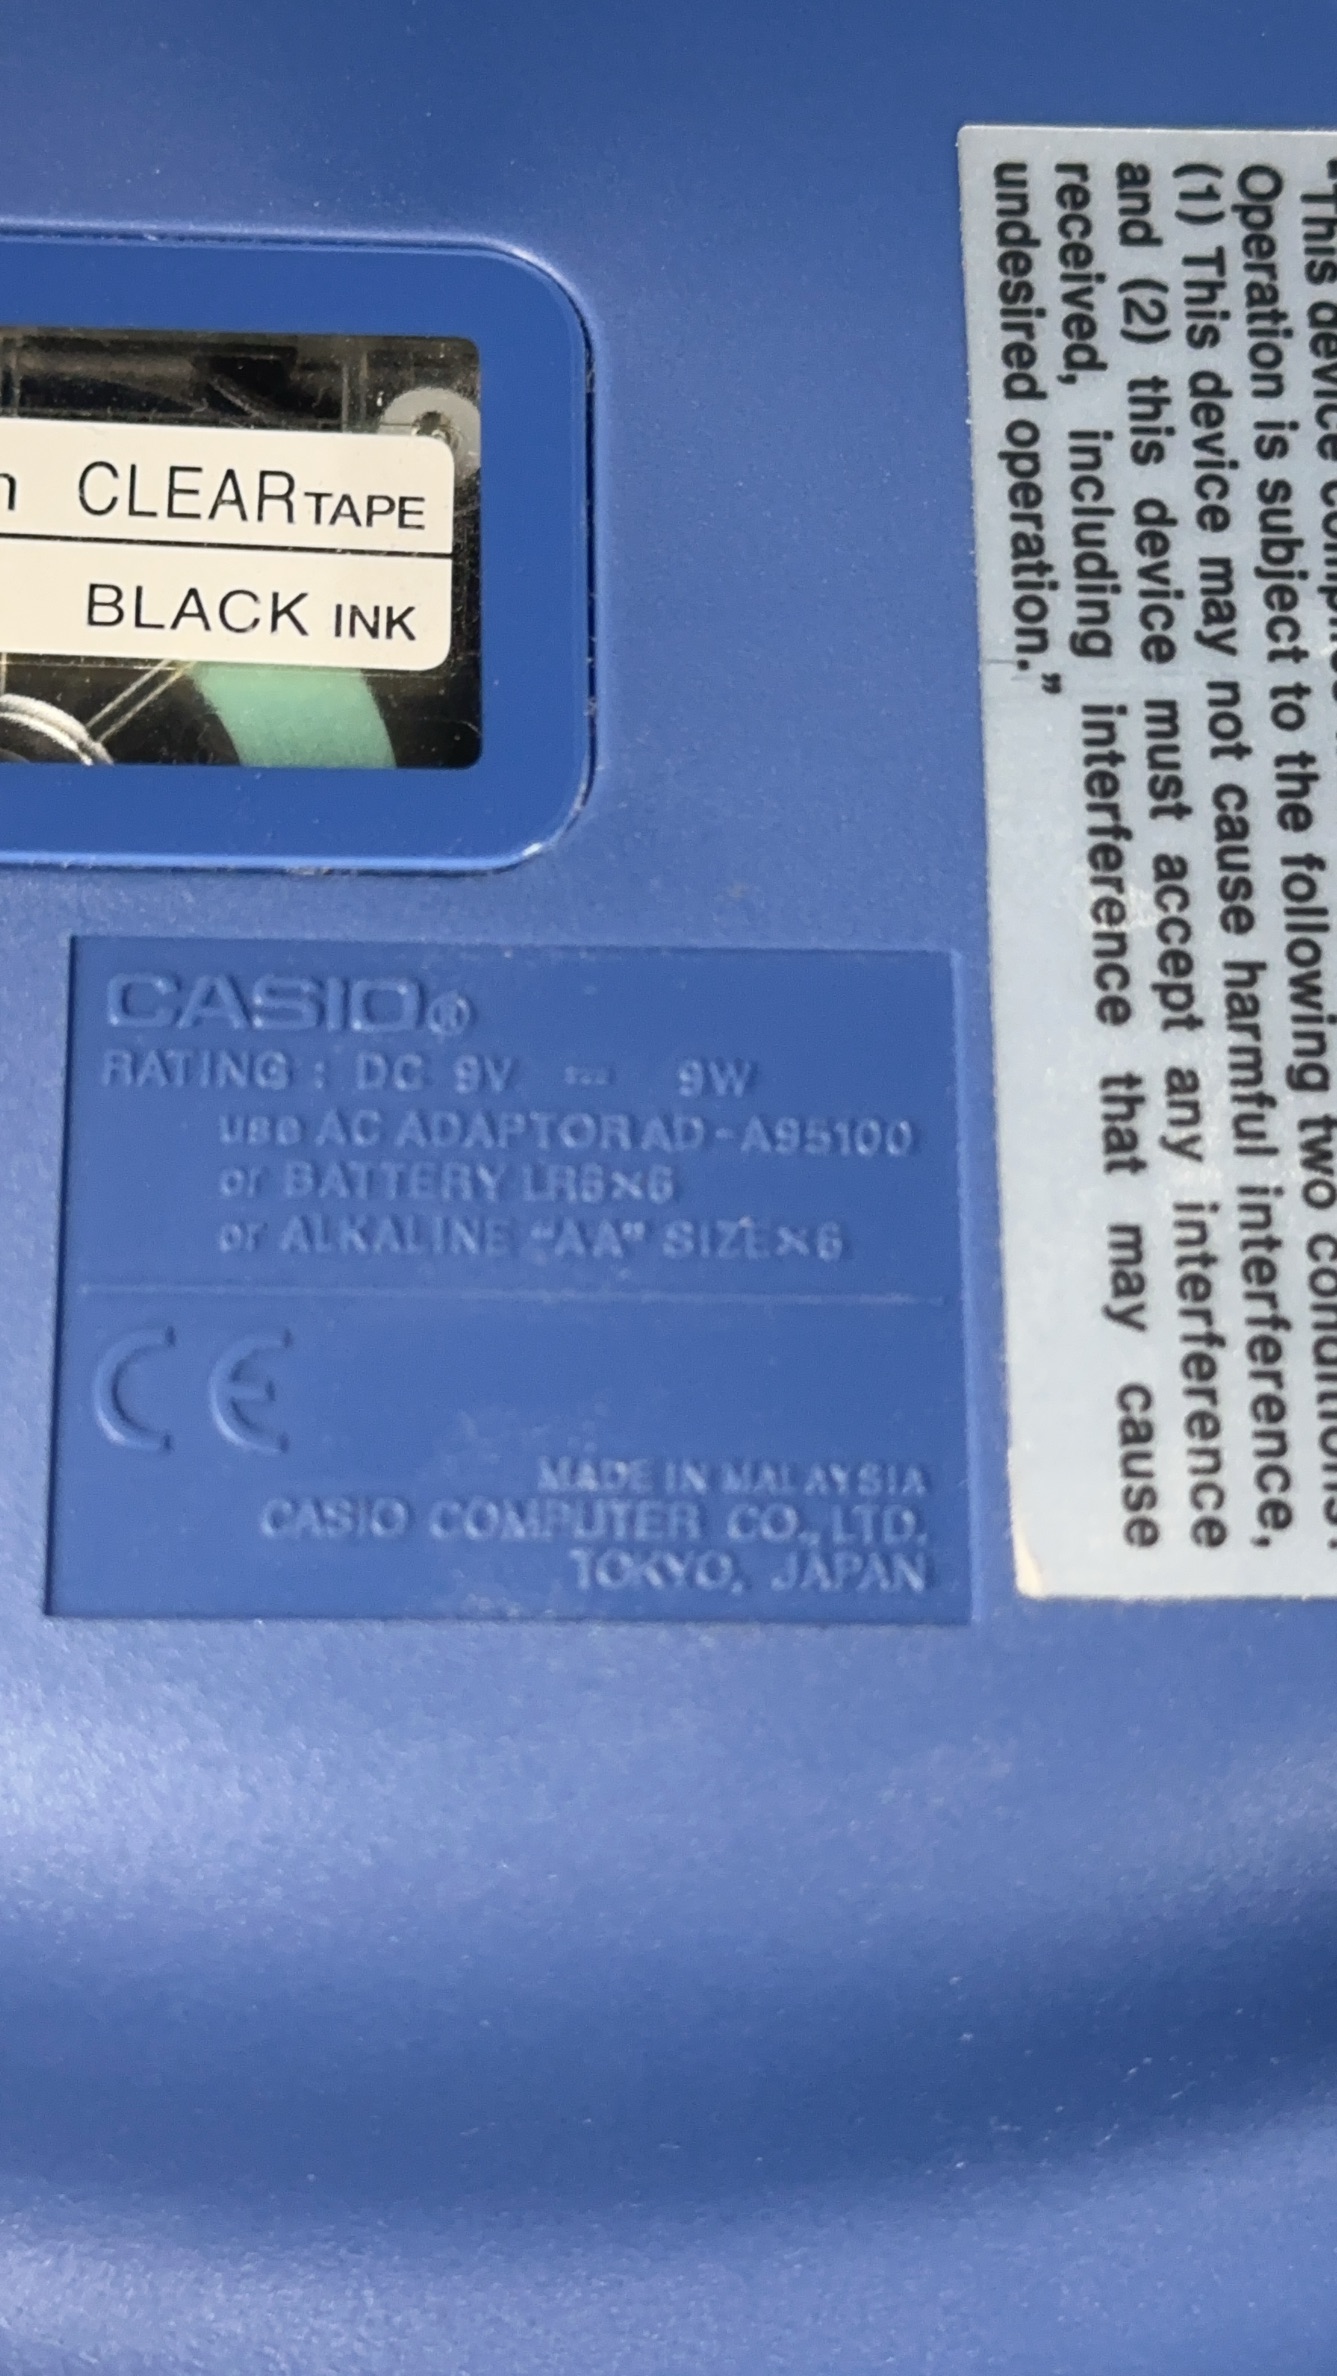 CLEAR TAPE
BLACK INK
CASIO®
RATING : DC 9V ⎓ 9W
use AC ADAPTOR AD-A95100
or BATTERY LR6×6
or ALKALINE "AA" SIZE×6
CE
MADE IN MALAYSIA
CASIO COMPUTER CO., LTD.
TOKYO, JAPAN
"This device
Operation is subject to the following two conditions:
(1) This device may not cause harmful interference,
and (2) this device must accept any interference
received, including interference that may cause
undesired operation."